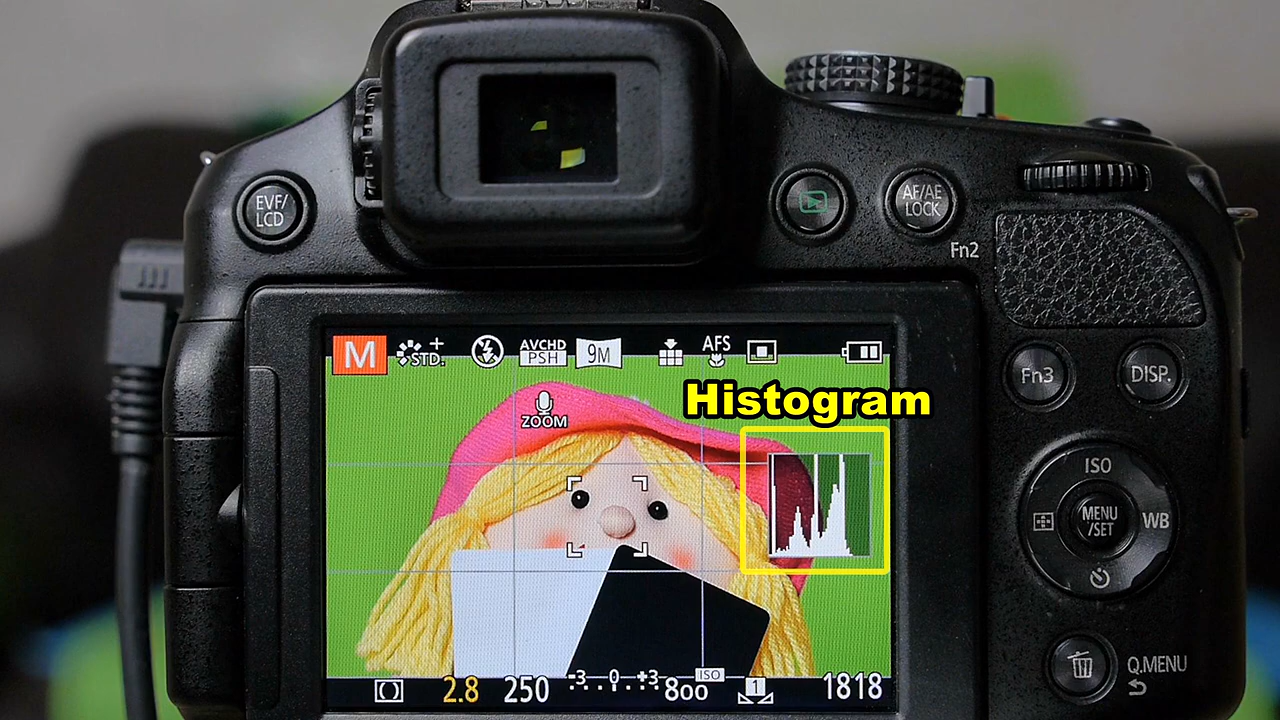 EVF/
LCD
AF/AE
LOCK
Fn2
M
STD.
AVCHD
PSH
9M
AFS
ZOOM
Histogram
Fn3
DISP.
ISO
MENU
/SET
WB
-3 0 +3
ISO
2.8 250 800 1 1818
Q.MENU